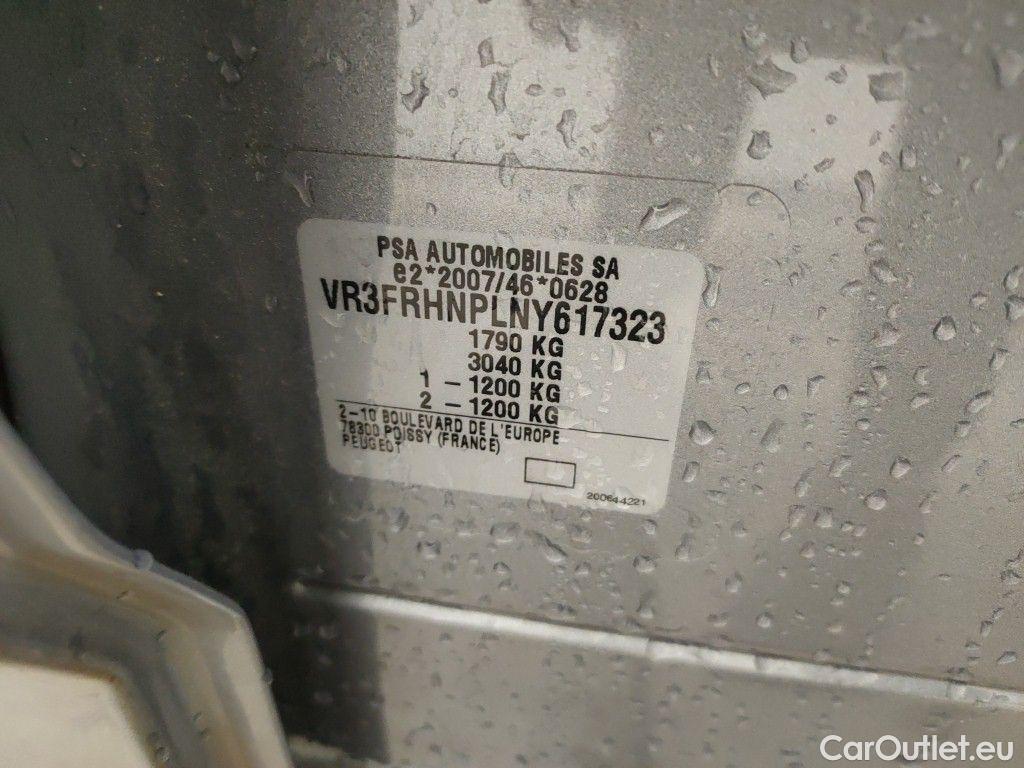 PSA AUTOMOBILES SA
e2*2007/46*0628
VR3FRHNPLNY617323
1790 KG
3040 KG
1 - 1200 KG
2 - 1200 KG
2-10 BOULEVARD DE L'EUROPE
78300 POISSY (FRANCE)
PEUGEOT
200644221
CarOutlet.eu